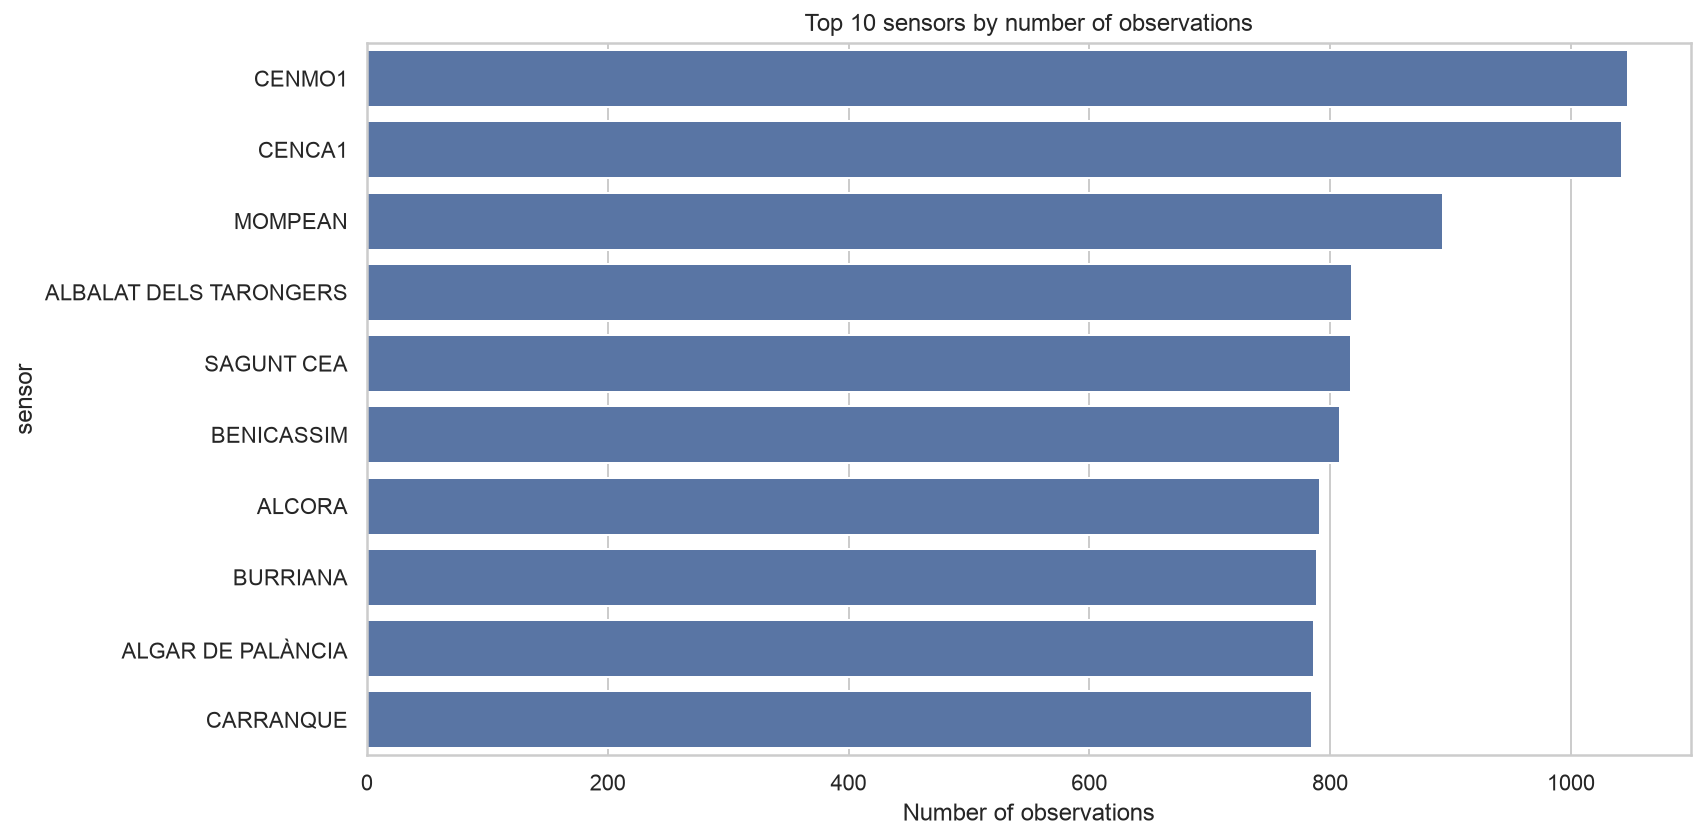 Top 10 sensors by number of observations
CENMO1
CENCA1
MOMPEAN
ALBALAT DELS TARONGERS
SAGUNT CEA
BENICASSIM
ALCORA
BURRIANA
ALGAR DE PALÀNCIA
CARRANQUE
sensor
0 200 400 600 800 1000
Number of observations